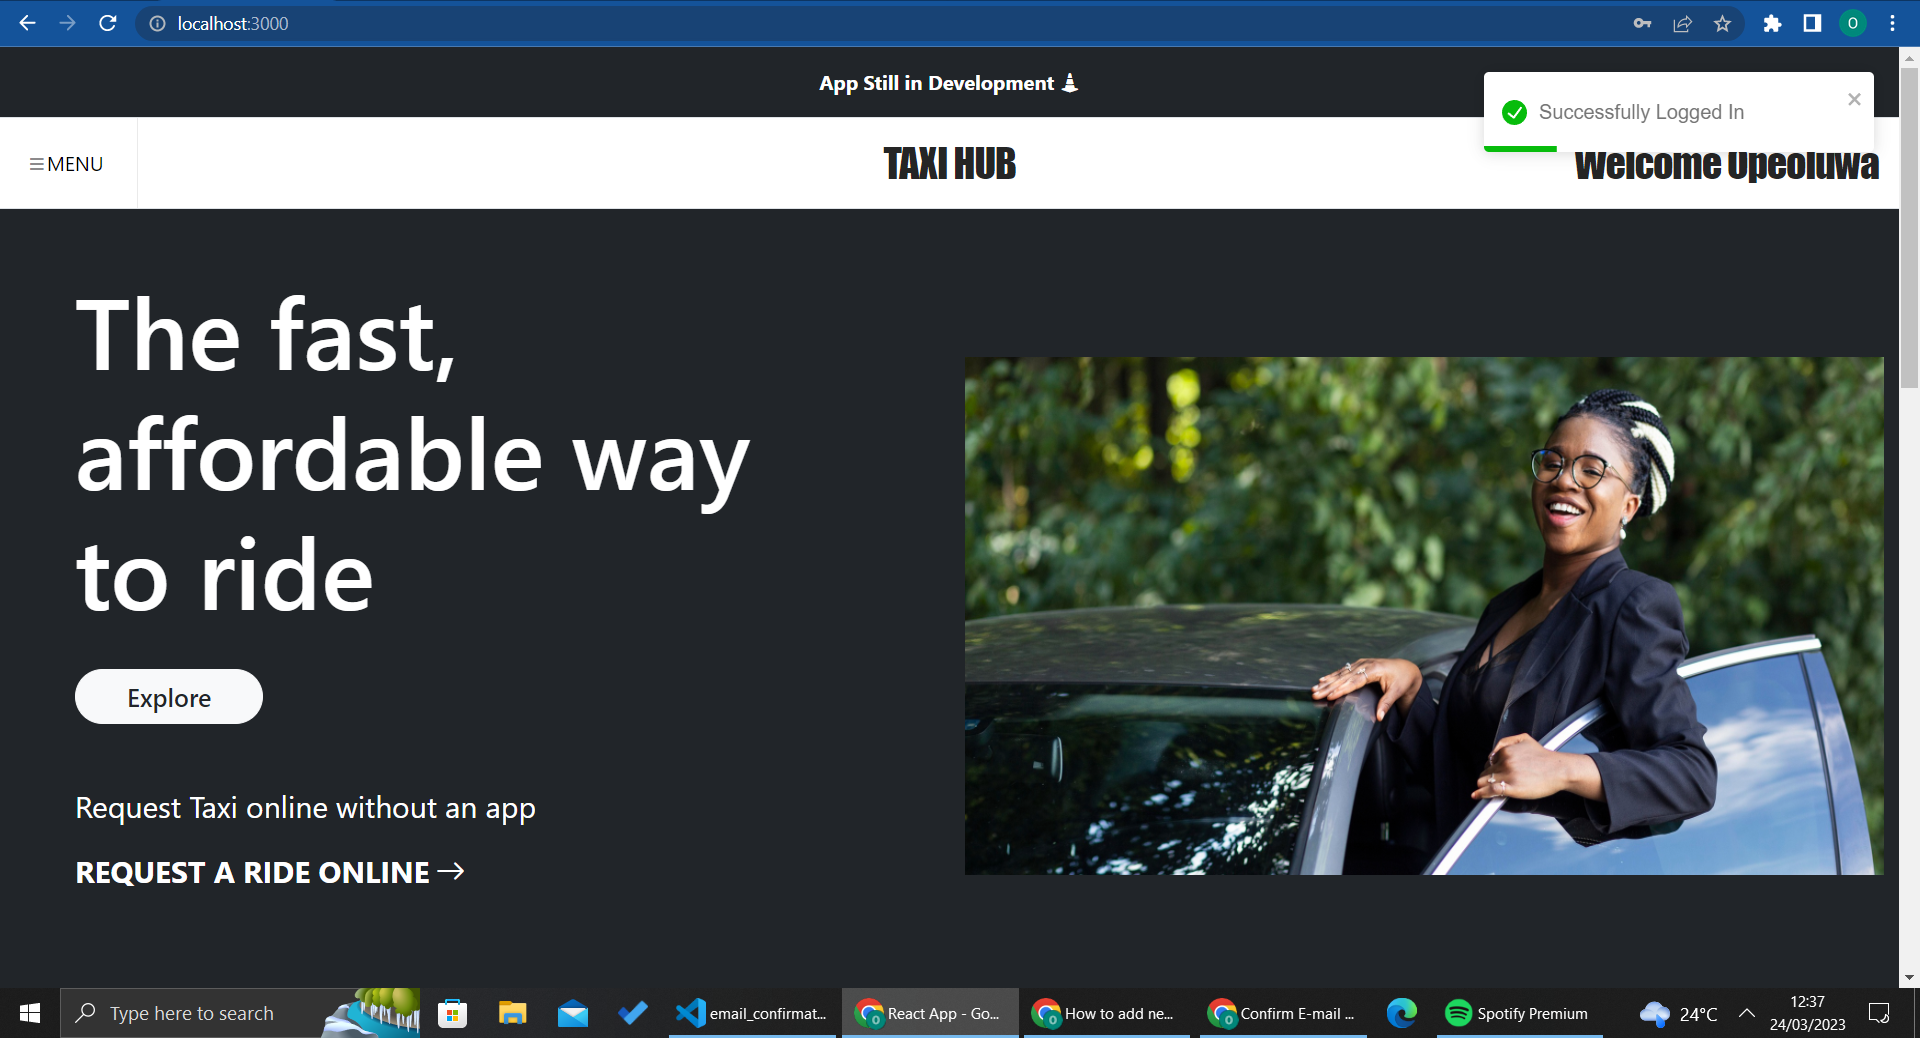 localhost:3000
O
App Still in Development
Successfully Logged In
MENU
TAXI HUB
Welcome Upeoluwa
The fast,
affordable way
to ride
Explore
Request Taxi online without an app
REQUEST A RIDE ONLINE
Type here to search
email_confirmat...
React App - Go...
How to add ne...
Confirm E-mail ...
Spotify Premium
24°C
12:37
24/03/2023